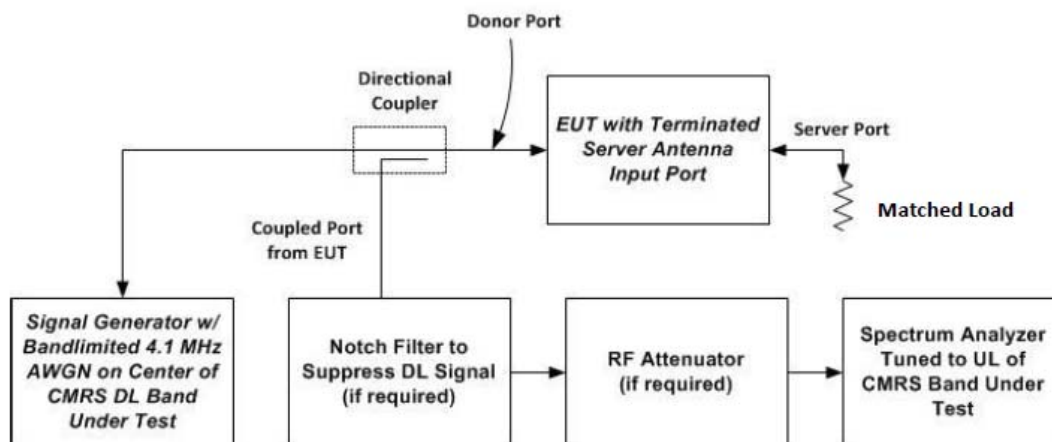 Donor Port
Directional
Coupler
EUT with Terminated
Server Antenna
Input Port
Server Port
Matched Load
Coupled Port
from EUT
Signal Generator w/
Bandlimited 4.1 MHz
AWGN on Center of
CMRS DL Band
Under Test
Notch Filter to
Suppress DL Signal
(if required)
RF Attenuator
(if required)
Spectrum Analyzer
Tuned to UL of
CMRS Band Under
Test